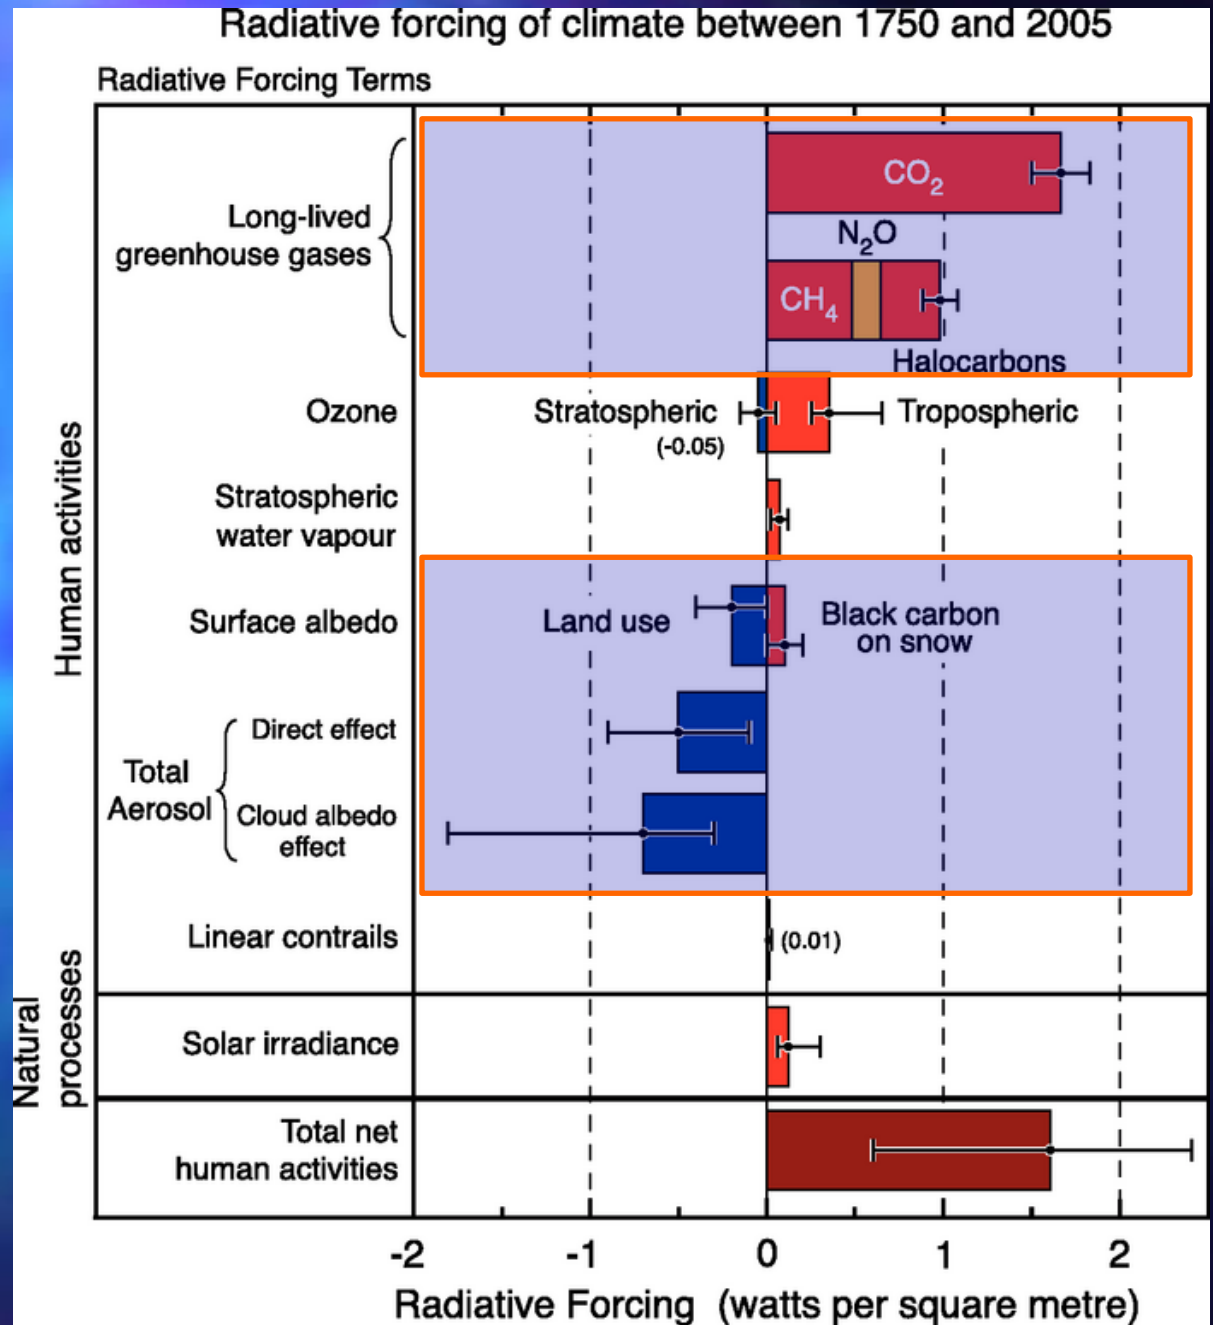 Radiative forcing of climate between 1750 and 2005
Radiative Forcing Terms
Human activities
Long-lived
greenhouse gases
CO₂
N₂O
CH₄
Halocarbons
Ozone
Stratospheric
(-0.05)
Tropospheric
Stratospheric
water vapour
Surface albedo
Land use
Black carbon
on snow
Total
Aerosol
Direct effect
Cloud albedo
effect
Linear contrails
(0.01)
Natural
processes
Solar irradiance
Total net
human activities
-2 -1 0 1 2
Radiative Forcing (watts per square metre)